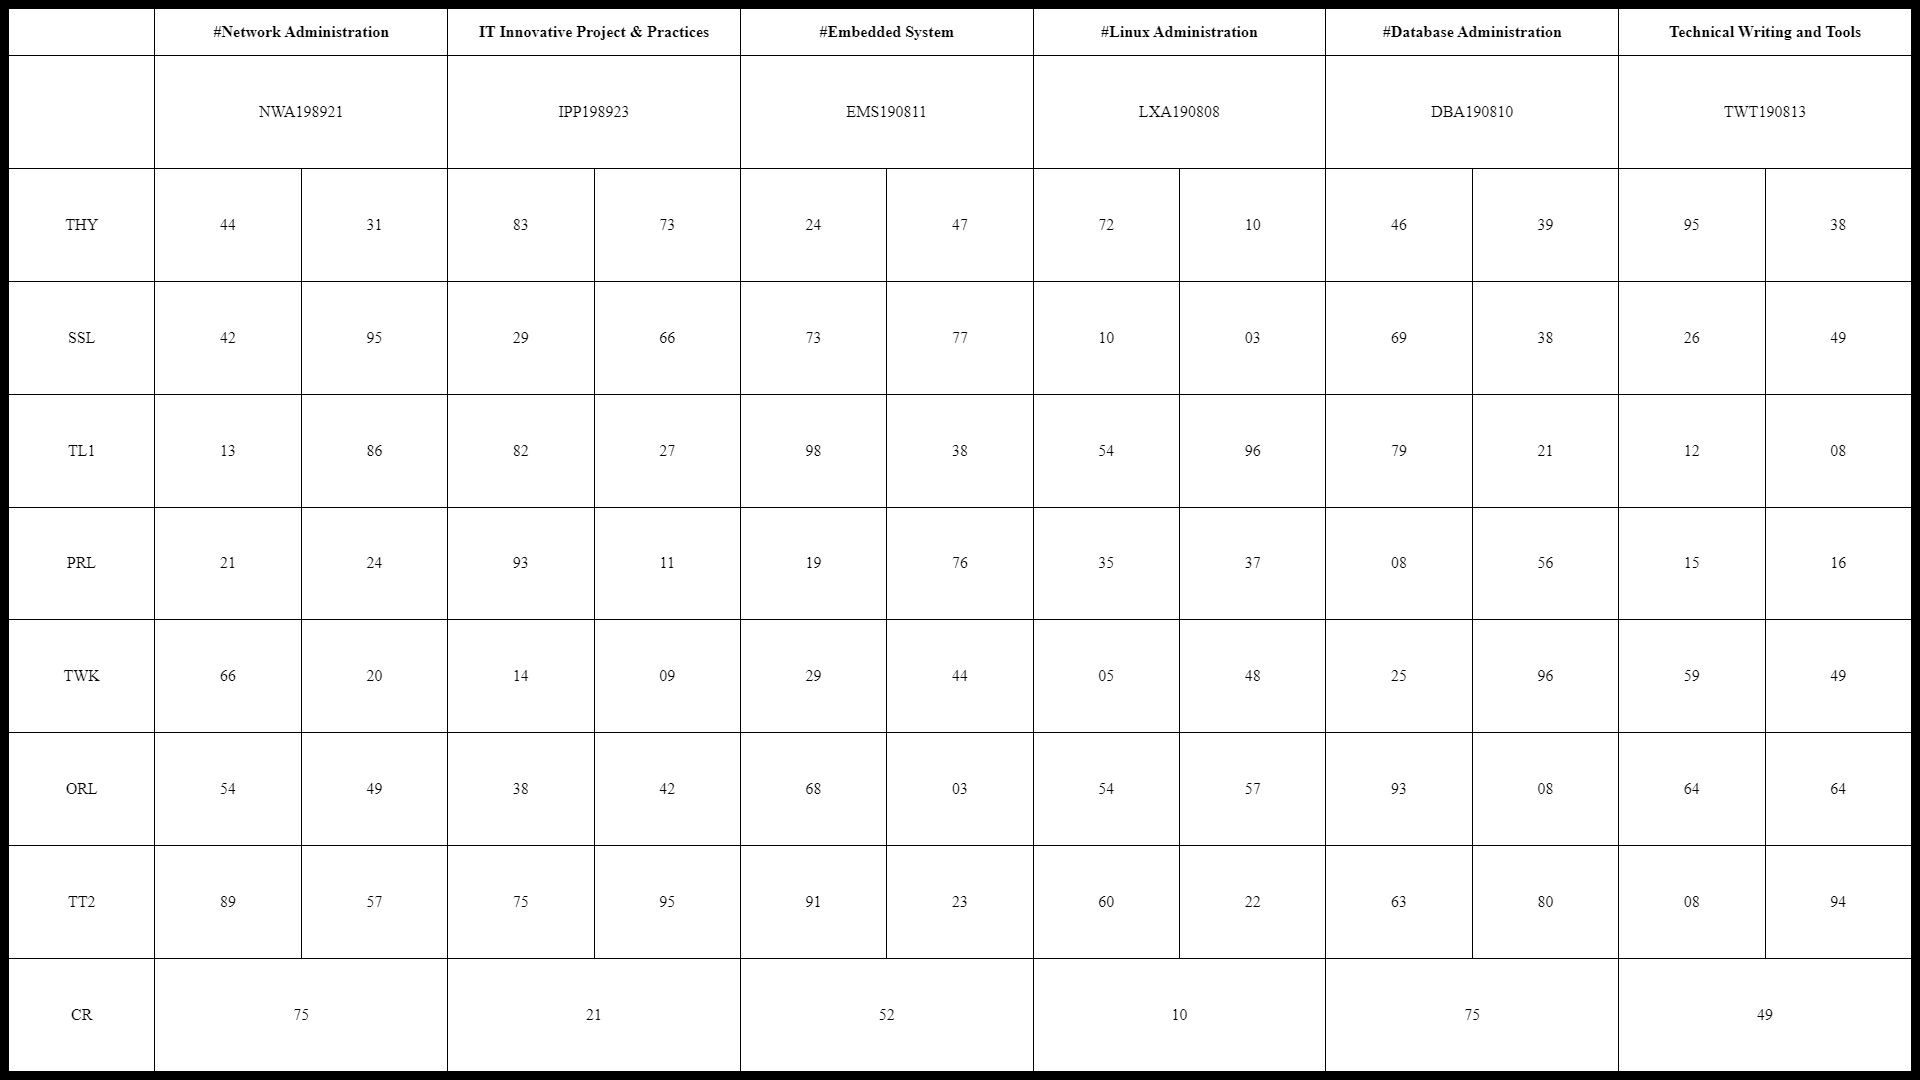 #Network Administration IT Innovative Project & Practices #Embedded System #Linux Administration #Database Administration Technical Writing and Tools
NWA198921 IPP198923 EMS190811 LXA190808 DBA190810 TWT190813
THY 44 31 83 73 24 47 72 10 46 39 95 38
SSL 42 95 29 66 73 77 10 03 69 38 26 49
TL1 13 86 82 27 98 38 54 96 79 21 12 08
PRL 21 24 93 11 19 76 35 37 08 56 15 16
TWK 66 20 14 09 29 44 05 48 25 96 59 49
ORL 54 49 38 42 68 03 54 57 93 08 64 64
TT2 89 57 75 95 91 23 60 22 63 80 08 94
CR 75 21 52 10 75 49